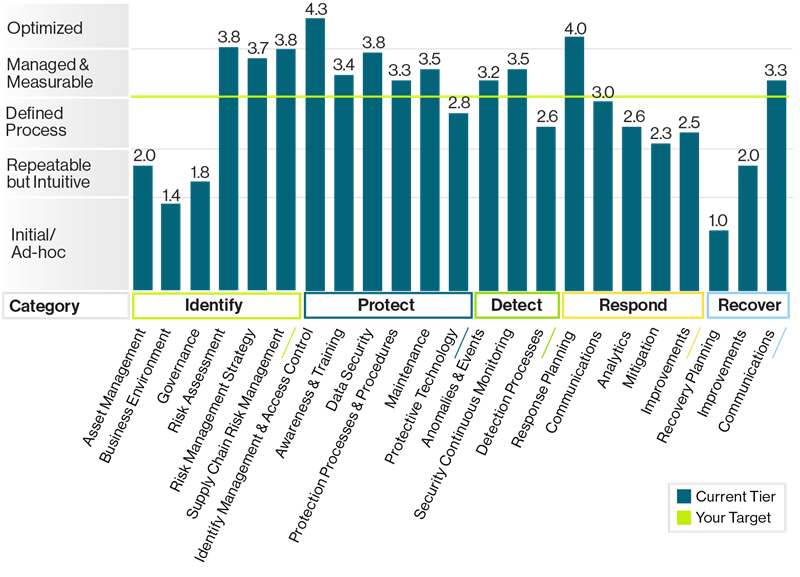 Optimized
Managed &
Measurable
Defined
Process
Repeatable
but Intuitive
Initial/
Ad-hoc
2.0
1.4
1.8
3.8
3.7
3.8
4.3
3.4
3.8
3.3
3.5
2.8
3.2
3.5
2.6
4.0
3.0
2.6
2.3
2.5
1.0
2.0
3.3
Category
Identify
Protect
Detect
Respond
Recover
Asset Management
Business Environment
Governance
Risk Assessment
Risk Management Strategy
Supply Chain Risk Management
Identify Management & Access Control
Awareness & Training
Data Security
Protection Processes & Procedures
Maintenance
Protective Technology
Anomalies & Events
Security Continuous Monitoring
Detection Processes
Response Planning
Communications
Analytics
Mitigation
Improvements
Recovery Planning
Improvements
Communications
Current Tier
Your Target